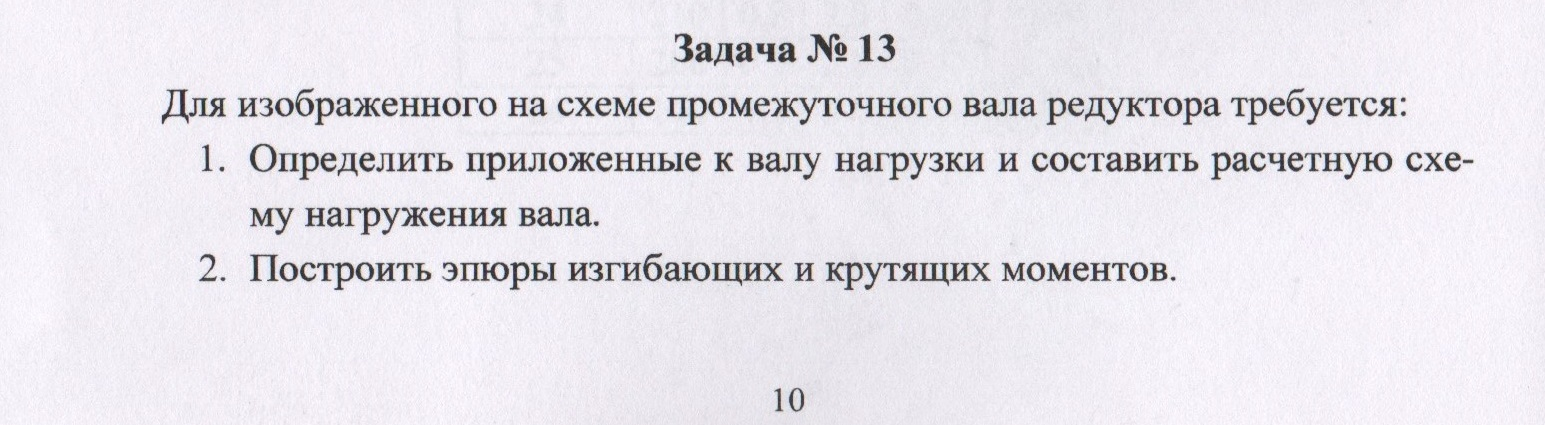 Задача № 13
Для изображенного на схеме промежуточного вала редуктора требуется:
1. Определить приложенные к валу нагрузки и составить расчетную схе-
му нагружения вала.
2. Построить эпюры изгибающих и крутящих моментов.
10